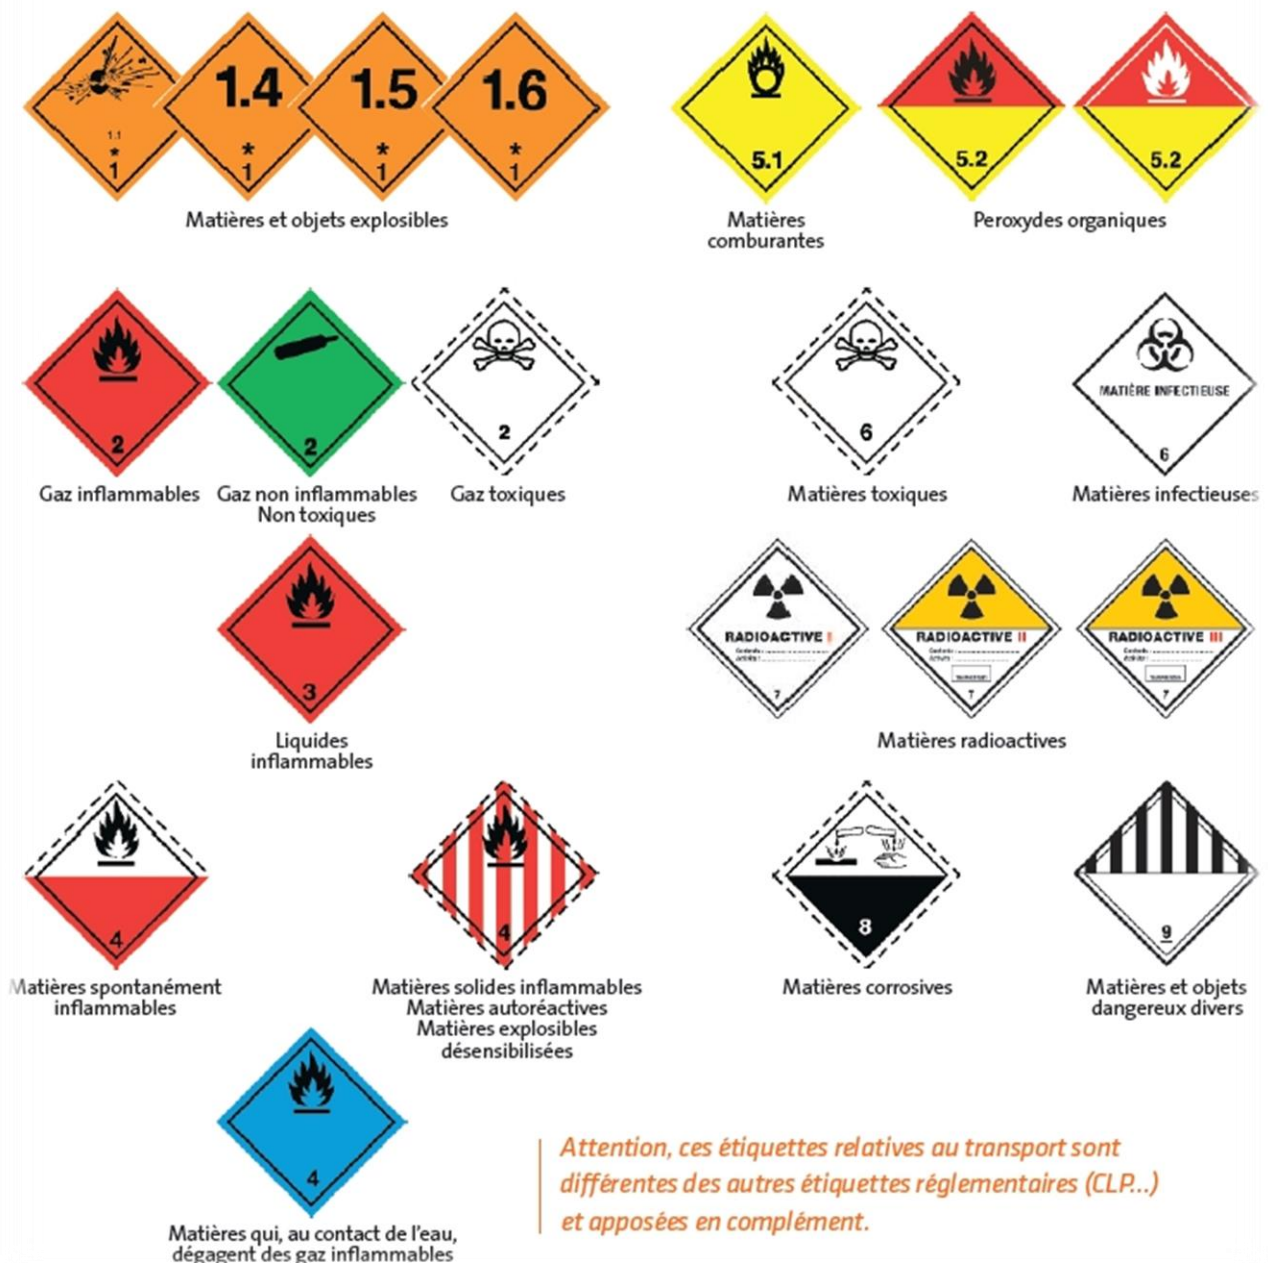 1.1
*
1
1.4
*
1
1.5
*
1
1.6
*
1
Matières et objets explosibles
5.1
Matières
comburantes
5.2
5.2
Peroxydes organiques
2
Gaz inflammables
2
Gaz non inflammables
Non toxiques
2
Gaz toxiques
6
Matières toxiques
MATIÈRE INFECTIEUSE
6
Matières infectieuses
3
Liquides
inflammables
RADIOACTIVE I
7
RADIOACTIVE II
7
RADIOACTIVE III
7
Matières radioactives
4
Matières spontanément
inflammables
4
Matières solides inflammables
Matières autoréactives
Matières explosibles
désensibilisées
8
Matières corrosives
9
Matières et objets
dangereux divers
4
Matières qui, au contact de l'eau,
dégagent des gaz inflammables
Attention, ces étiquettes relatives au transport sont
différentes des autres étiquettes réglementaires (CLP...)
et apposées en complément.